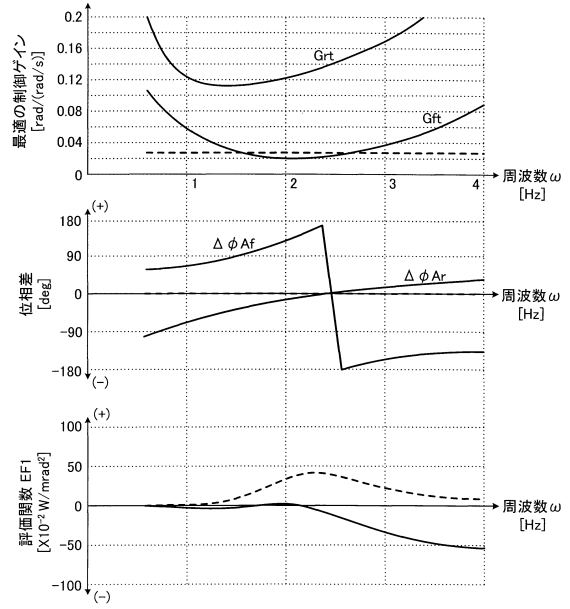 最適の制御ゲイン
[rad/(rad/s)]
0.2
0.16
0.12
0.08
0.04
0
Grt
Gft
1
2
3
4
周波数ω
[Hz]
位相差
[deg]
(+)
180
90
0
-90
-180
(-)
ΔφAf
ΔφAr
周波数ω
[Hz]
評価関数 EF1
[X10⁻² W/mrad²]
(+)
100
50
0
-50
-100
(-)
周波数ω
[Hz]